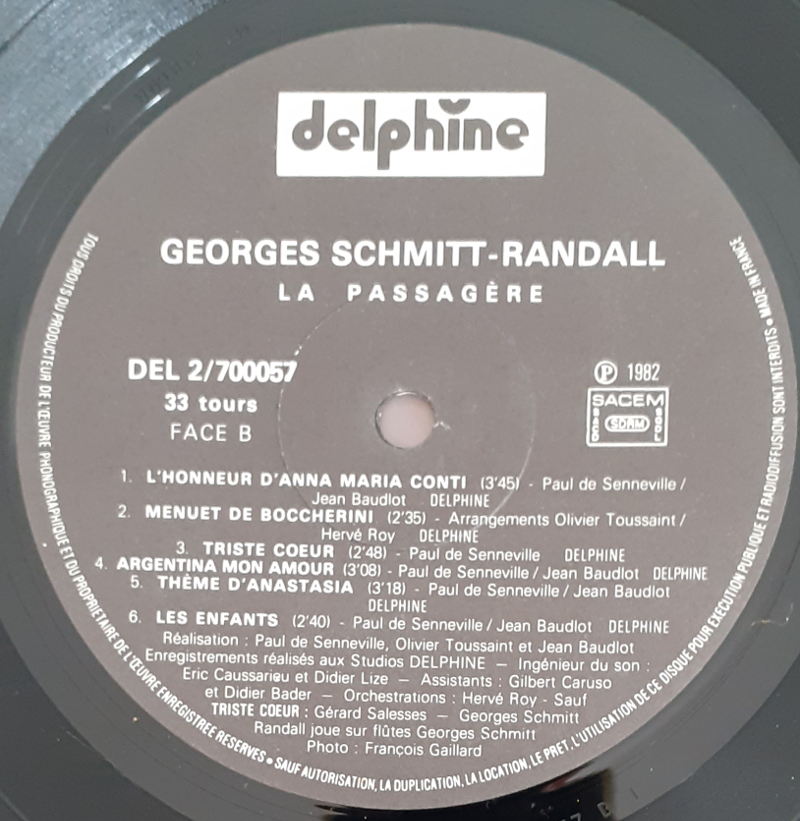 delphine
GEORGES SCHMITT-RANDALL
LA PASSAGÈRE
DEL 2/700057
33 tours
FACE B
Ⓟ 1982
SACEM
SACD SDRM SGDL
1. L'HONNEUR D'ANNA MARIA CONTI (3'45) - Paul de Senneville /
Jean Baudlot DELPHINE
2. MENUET DE BOCCHERINI (2'35) - Arrangements Olivier Toussaint /
Hervé Roy DELPHINE
3. TRISTE COEUR (2'48) - Paul de Senneville DELPHINE
4. ARGENTINA MON AMOUR (3'08) - Paul de Senneville / Jean Baudlot DELPHINE
5. THÈME D'ANASTASIA (3'18) - Paul de Senneville / Jean Baudlot
DELPHINE
6. LES ENFANTS (2'40) - Paul de Senneville / Jean Baudlot DELPHINE
Réalisation : Paul de Senneville, Olivier Toussaint et Jean Baudlot
Enregistrements réalisés aux Studios DELPHINE — Ingénieur du son :
Eric Caussarieu et Didier Lize — Assistants : Gilbert Caruso
et Didier Bader — Orchestrations : Hervé Roy - Sauf
TRISTE COEUR : Gérard Salesses — Georges Schmitt
Randall joue sur flûtes Georges Schmitt
Photo : François Gaillard
TOUS DROITS DU PRODUCTEUR DE L'ŒUVRE PHONOGRAPHIQUE ET DU PROPRIETAIRE DE L'ŒUVRE ENREGISTREE RESERVES • SAUF AUTORISATION, LA DUPLICATION, LA LOCATION, LE PRET, L'UTILISATION DE CE DISQUE POUR EXECUTION PUBLIQUE ET RADIODIFFUSION SONT INTERDITS • MADE IN FRANCE